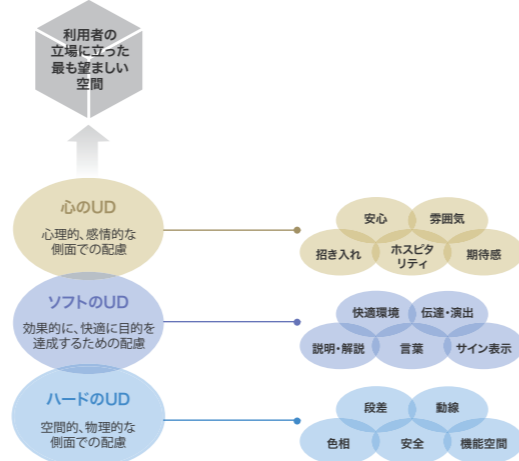 利用者の
立場に立った
最も望ましい
空間
心のUD
心理的、感情的な
側面での配慮
安心
雰囲気
招き入れ
ホスピタ
リティ
期待感
ソフトのUD
効果的に、快適に目的を
達成するための配慮
快適環境
伝達・演出
説明・解説
言葉
サイン表示
ハードのUD
空間的、物理的な
側面での配慮
段差
動線
色相
安全
機能空間